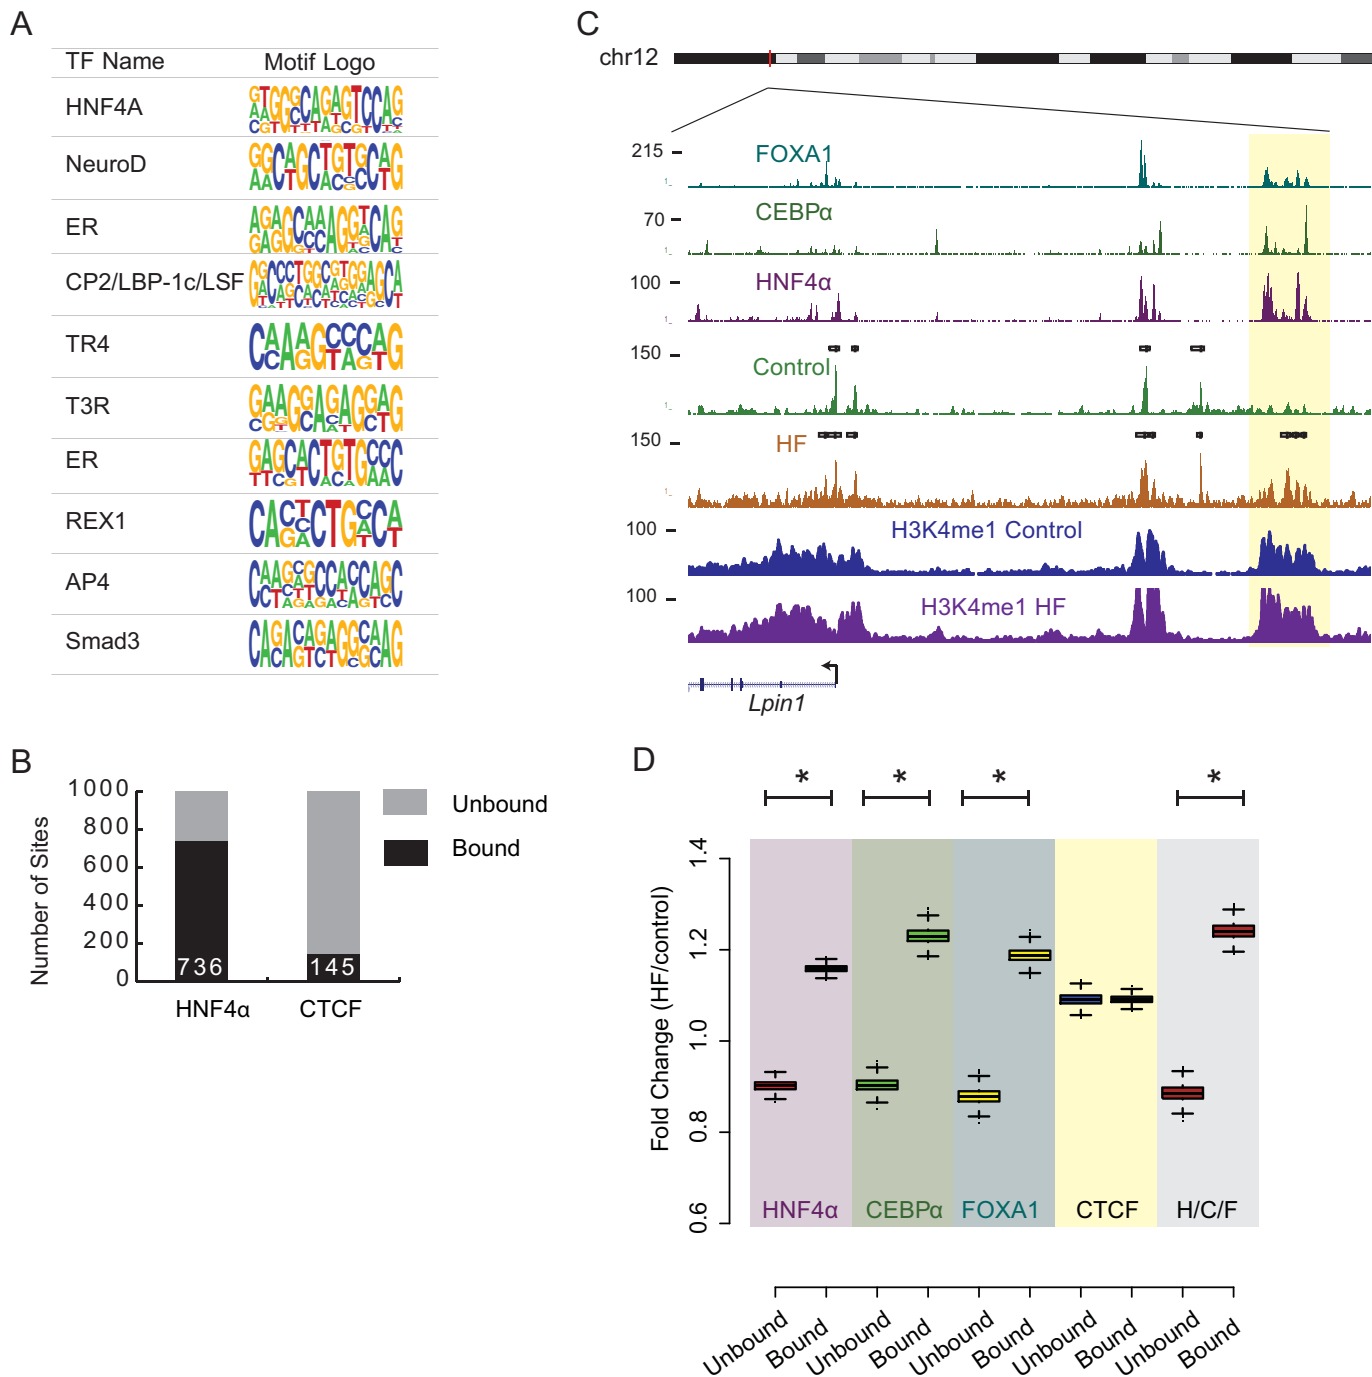 A
TF Name Motif Logo
HNF4A
NeuroD
ER
CP2/LBP-1c/LSF
TR4
T3R
ER
REX1
AP4
Smad3
B
Number of Sites
1000
800
600
400
200
0
736
145
HNF4α CTCF
Unbound
Bound
C
chr12
215
FOXA1
70
CEBPα
100
HNF4α
150
Control
150
HF
100
H3K4me1 Control
100
H3K4me1 HF
Lpin1
D
* * * *
Fold Change (HF/control)
1.4
1.2
1.0
0.8
0.6
HNF4α CEBPα FOXA1 CTCF H/C/F
Unbound Bound Unbound Bound Unbound Bound Unbound Bound Unbound Bound